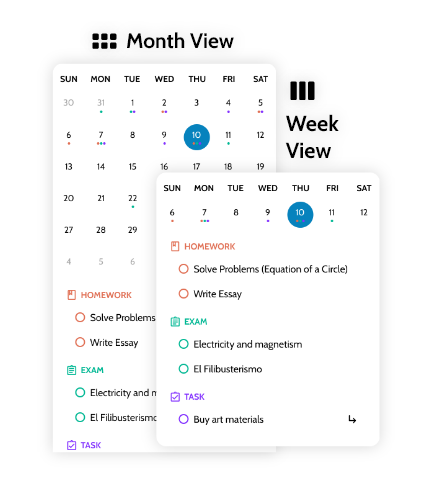 Month View
SUN MON TUE WED THU FRI SAT
30 31 1 2 3 4 5
6 7 8 9 10 11 12
13 14 15 16 17 18 19
20 21 22
27 28 29
4 5 6
HOMEWORK
Solve Problems
Write Essay
EXAM
Electricity and
El Filibusterismo
TASK
Week
View
SUN MON TUE WED THU FRI SAT
6 7 8 9 10 11 12
HOMEWORK
Solve Problems (Equation of a Circle)
Write Essay
EXAM
Electricity and magnetism
El Filibusterismo
TASK
Buy art materials